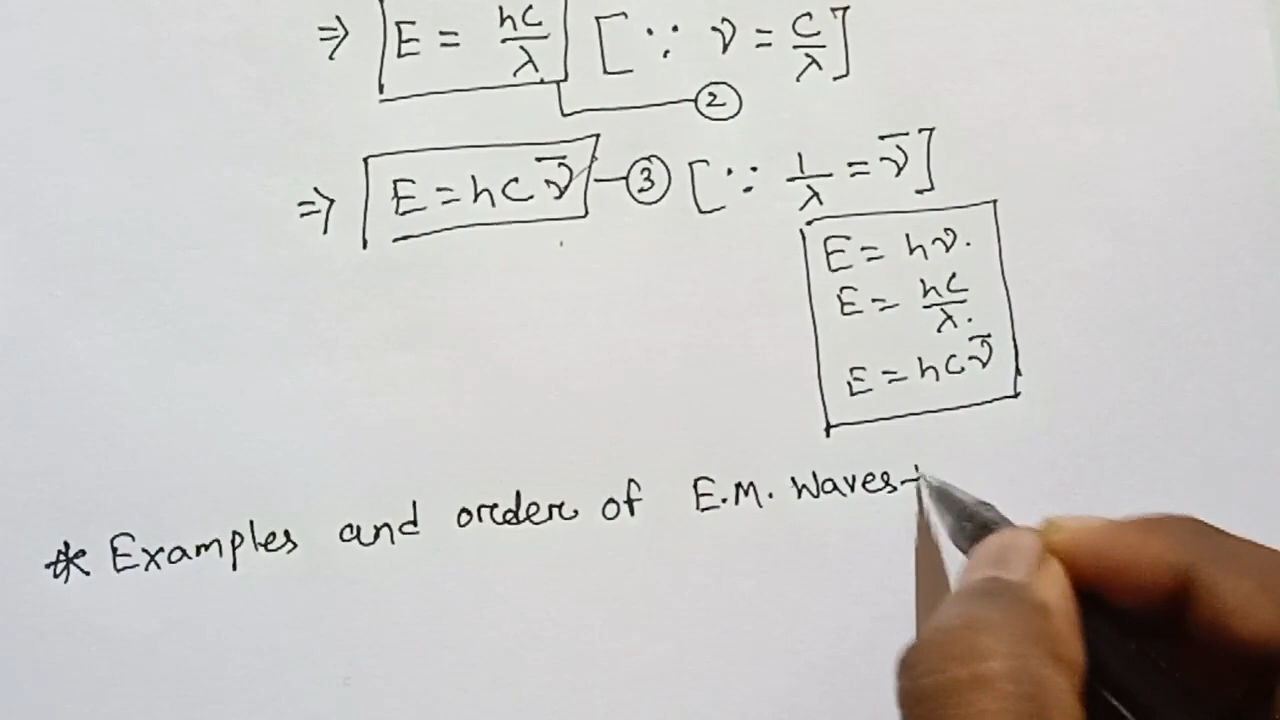 ⇒ E = hc/λ [∵ ν = c/λ]
②
⇒ E = hcν̄ — ③ [∵ 1/λ = ν̄]
E = hν.
E = hc/λ.
E = hcν̄
* Examples and order of E.M. Waves-